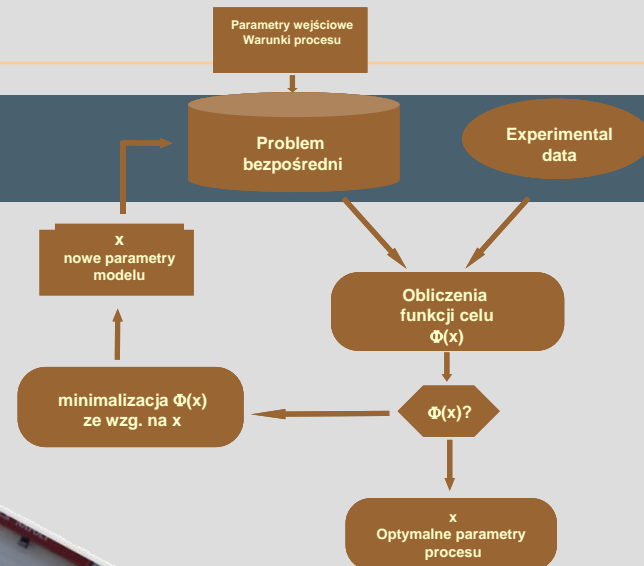 Parametry wejściowe
Warunki procesu
Problem
bezpośredni
Experimental
data
x
nowe parametry
modelu
Obliczenia
funkcji celu
Φ(x)
minimalizacja Φ(x)
ze wzg. na x
Φ(x)?
x
Optymalne parametry
procesu